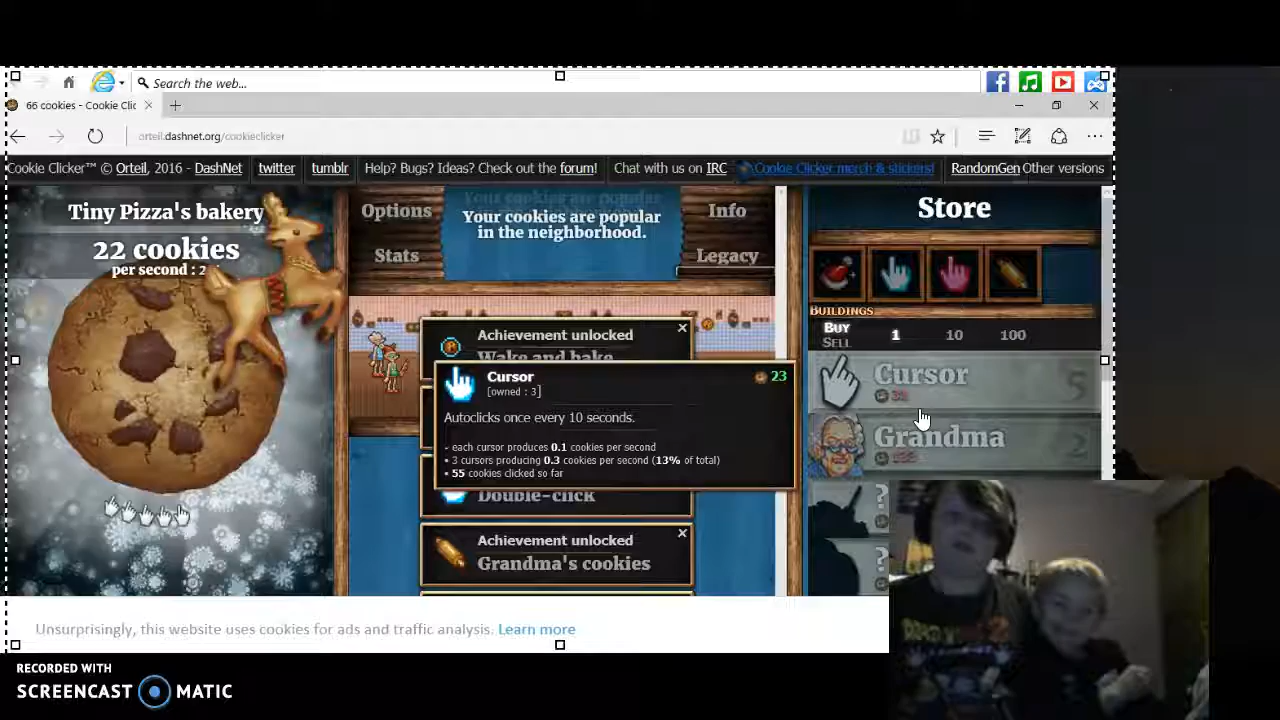 Search the web...
66 cookies - Cookie Clic
orteil.dashnet.org/cookieclicker
Cookie Clicker™ © Orteil, 2016 - DashNet
twitter
tumblr
Help? Bugs? Ideas? Check out the forum!
Chat with us on IRC
Cookie Clicker merch & stickers!
RandomGen
Other versions
Tiny Pizza's bakery
22 cookies
per second : 2
Options
Stats
Your cookies are popular
Your cookies are popular
in the neighborhood.
Info
Legacy
Achievement unlocked
Wake and bake
Cursor
23
[owned : 3]
Autoclicks once every 10 seconds.
- each cursor produces 0.1 cookies per second
• 3 cursors producing 0.3 cookies per second (13% of total)
• 55 cookies clicked so far
Double-click
Achievement unlocked
Grandma's cookies
Store
BUILDINGS
BUY
SELL
1
10
100
Cursor
5
Grandma
2
?
?
Unsurprisingly, this website uses cookies for ads and traffic analysis. Learn more
RECORDED WITH
SCREENCAST MATIC